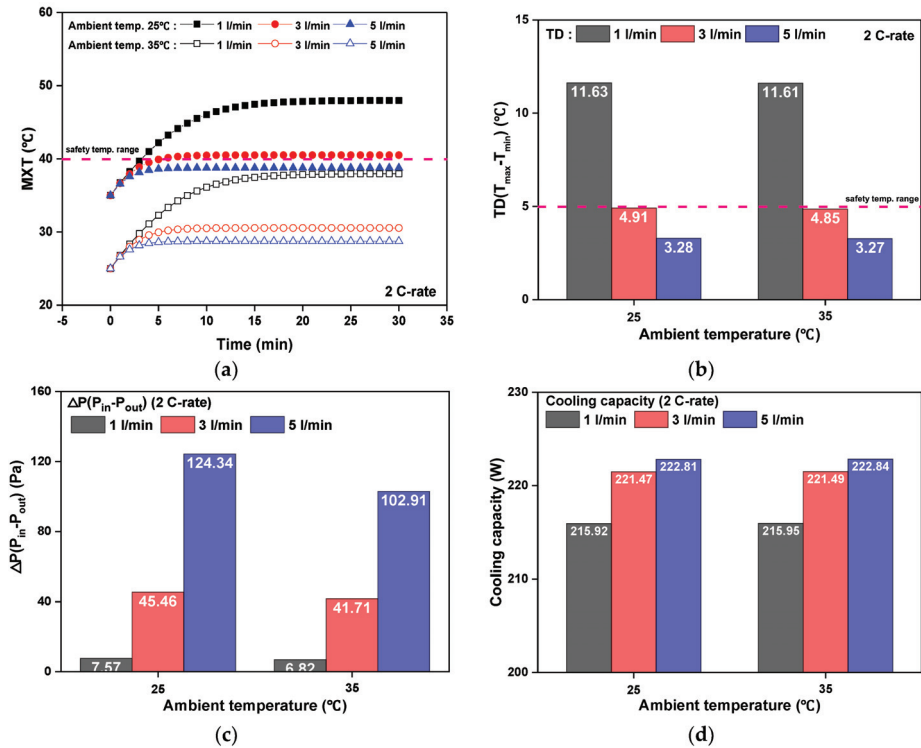 Ambient temp. 25℃ : 1 l/min 3 l/min 5 l/min
Ambient temp. 35℃ : 1 l/min 3 l/min 5 l/min
60
50
40
30
20
MXT (℃)
safety temp. range
2 C-rate
-5 0 5 10 15 20 25 30 35
Time (min)
(a)
TD : 1 l/min 3 l/min 5 l/min 2 C-rate
15
10
5
0
TD(Tmax-Tmin) (℃)
11.63
4.91
3.28
11.61
4.85
3.27
safety temp. range
25 35
Ambient temperature (℃)
(b)
ΔP(Pin-Pout) (2 C-rate)
1 l/min 3 l/min 5 l/min
160
120
80
40
0
ΔP(Pin-Pout) (Pa)
7.57
45.46
124.34
6.82
41.71
102.91
25 35
Ambient temperature (℃)
(c)
Cooling capacity (2 C-rate)
1 l/min 3 l/min 5 l/min
230
220
210
200
Cooling capacity (W)
215.92
221.47
222.81
215.95
221.49
222.84
25 35
Ambient temperature (℃)
(d)